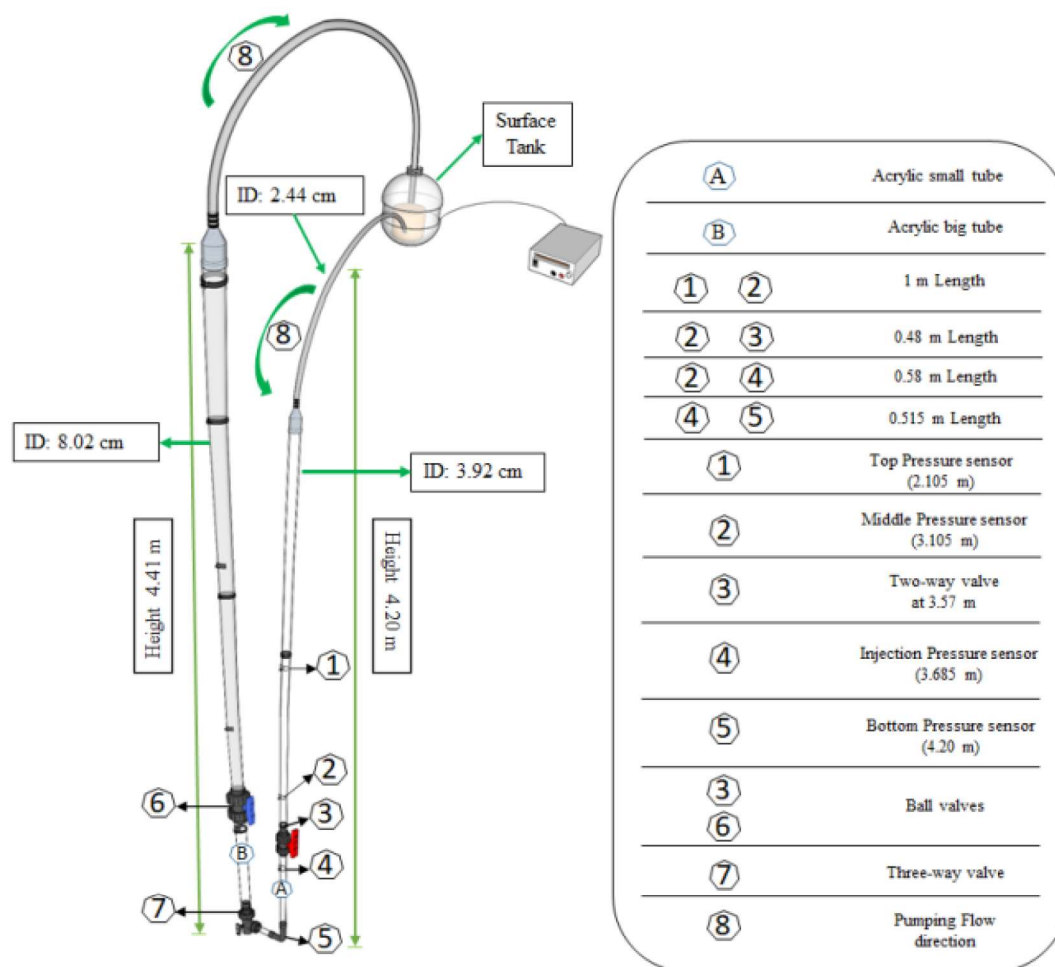 8
Surface
Tank
ID: 2.44 cm
8
ID: 8.02 cm
ID: 3.92 cm
Height 4.41 m
Height 4.20 m
1
2
6
3
B
4
A
7
5
A Acrylic small tube
B Acrylic big tube
1 2 1 m Length
2 3 0.48 m Length
2 4 0.58 m Length
4 5 0.515 m Length
1 Top Pressure sensor
(2.105 m)
2 Middle Pressure sensor
(3.105 m)
3 Two-way valve
at 3.57 m
4 Injection Pressure sensor
(3.685 m)
5 Bottom Pressure sensor
(4.20 m)
3
6 Ball valves
7 Three-way valve
8 Pumping Flow
direction